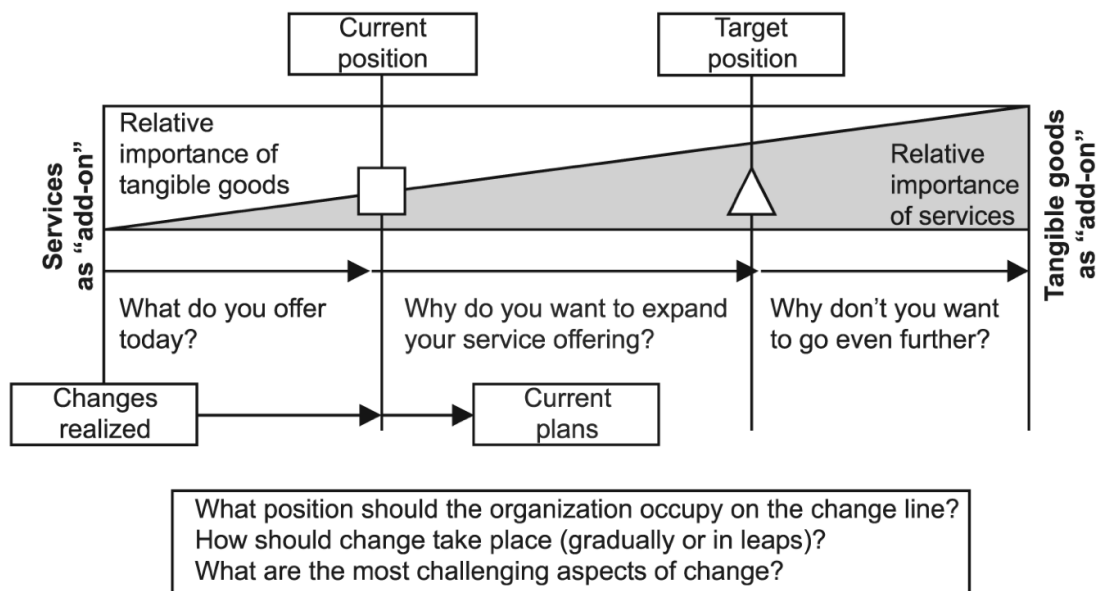 Current
position
Target
position
Services
as “add-on”
Relative
importance of
tangible goods
Relative
importance
of services
Tangible goods
as “add-on”
What do you offer
today?
Why do you want to expand
your service offering?
Why don’t you want
to go even further?
Changes
realized
Current
plans
What position should the organization occupy on the change line?
How should change take place (gradually or in leaps)?
What are the most challenging aspects of change?